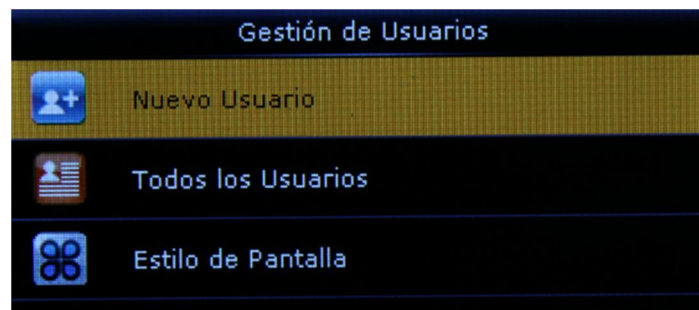 Gestión de Usuarios
Nuevo Usuario
Todos los Usuarios
Estilo de Pantalla